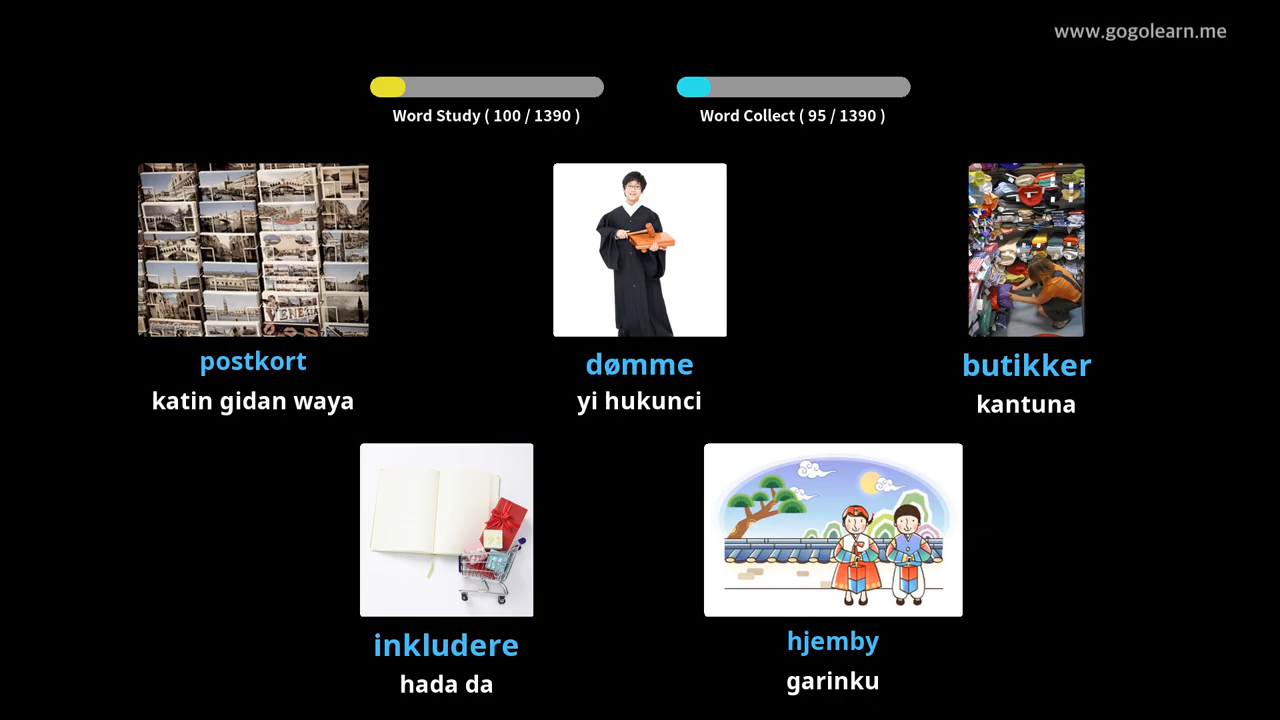 www.gogolearn.me
Word Study ( 100 / 1390 )
Word Collect ( 95 / 1390 )
postkort
katin gidan waya
dømme
yi hukunci
butikker
kantuna
inkludere
hada da
hjemby
garinku